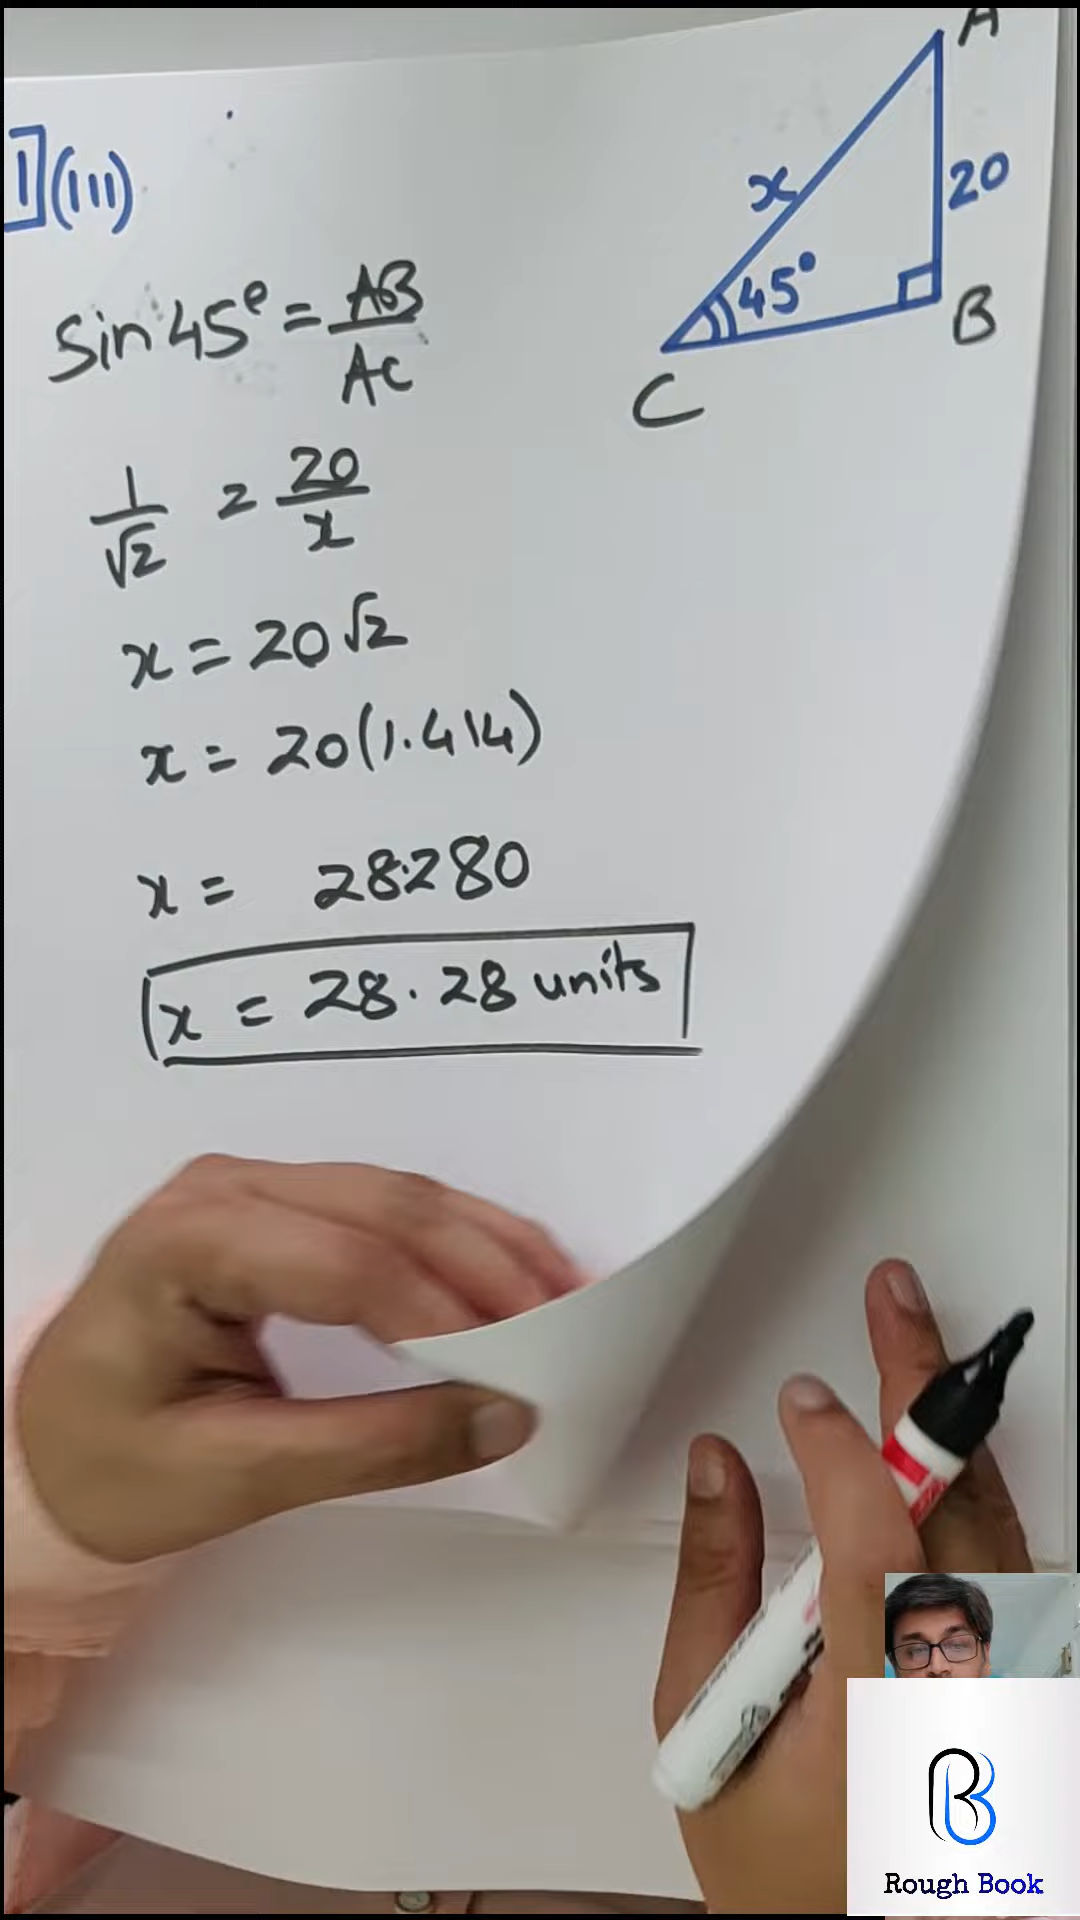 1](iii)
A
x
20
45°
B
C
Sin 45° = AB/AC
1/√2 = 20/x
x = 20√2
x = 20(1.414)
x = 28.280
x = 28.28 units
B
Rough Book